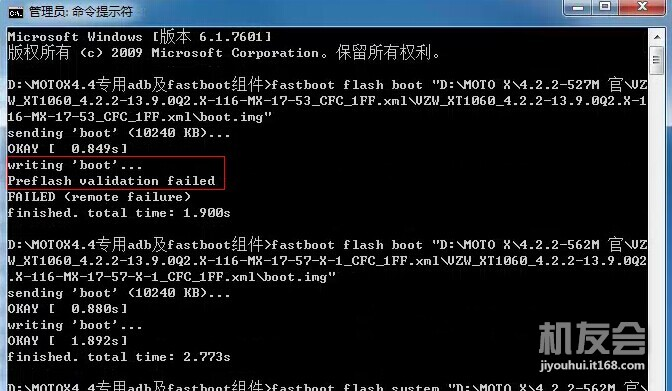 管理员: 命令提示符
Microsoft Windows [版本 6.1.7601]
版权所有 (c) 2009 Microsoft Corporation。保留所有权利。
D:\MOTOX4.4专用adb及fastboot组件>fastboot flash boot "D:\MOTO X\4.2.2-527M 官\VZ
W_XT1060_4.2.2-13.9.0Q2.X-116-MX-17-53_CFC_1FF.xml\VZW_XT1060_4.2.2-13.9.0Q2.X-1
16-MX-17-53_CFC_1FF.xml\boot.img"
sending 'boot' (10240 KB)...
OKAY [  0.849s]
writing 'boot'...
Preflash validation failed
FAILED (remote failure)
finished. total time: 1.900s
D:\MOTOX4.4专用adb及fastboot组件>fastboot flash boot "D:\MOTO X\4.2.2-562M 官\VZ
W_XT1060_4.2.2-13.9.0Q2.X-116-MX-17-57-X-1_CFC_1FF.xml\VZW_XT1060_4.2.2-13.9.0Q2
.X-116-MX-17-57-X-1_CFC_1FF.xml\boot.img"
sending 'boot' (10240 KB)...
OKAY [  0.880s]
writing 'boot'...
OKAY [  1.892s]
finished. total time: 2.773s
D:\MOTOX4.4专用adb及fastboot组件>fastboot flash system "D:\MOTO X\4.2.2-562M 官\
机友会
jiyouhui.it168.com